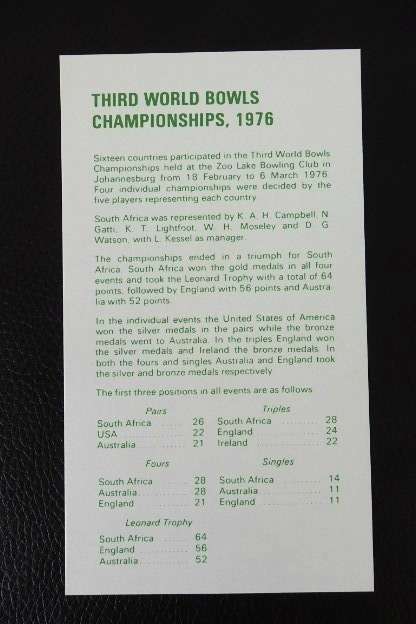 THIRD WORLD BOWLS
CHAMPIONSHIPS, 1976
Sixteen countries participated in the Third World Bowls
Championships held at the Zoo Lake Bowling Club in
Johannesburg from 18 February to 6 March 1976.
Four individual championships were decided by the
five players representing each country
South Africa was represented by K. A. H. Campbell, N
Gatti, K. T. Lightfoot, W. H. Moseley and D. G
Watson, with L. Kessel as manager
The championships ended in a triumph for South
Africa. South Africa won the gold medals in all four
events and took the Leonard Trophy with a total of 64
points, followed by England with 56 points and Austra-
lia with 52 points.
In the individual events the United States of America
won the silver medals in the pairs while the bronze
medals went to Australia. In the triples England won
the silver medals and Ireland the bronze medals. In
both the fours and singles Australia and England took
the silver and bronze medals respectively
The first three positions in all events are as follows
Pairs Triples
South Africa ...... 26 South Africa .......... 28
USA ............... 22 England ............... 24
Australia ......... 21 Ireland ............... 22
Fours Singles
South Africa ...... 28 South Africa .......... 14
Australia ......... 28 Australia ............. 11
England ........... 21 England ............... 11
Leonard Trophy
South Africa ...... 64
England ........... 56
Australia ......... 52